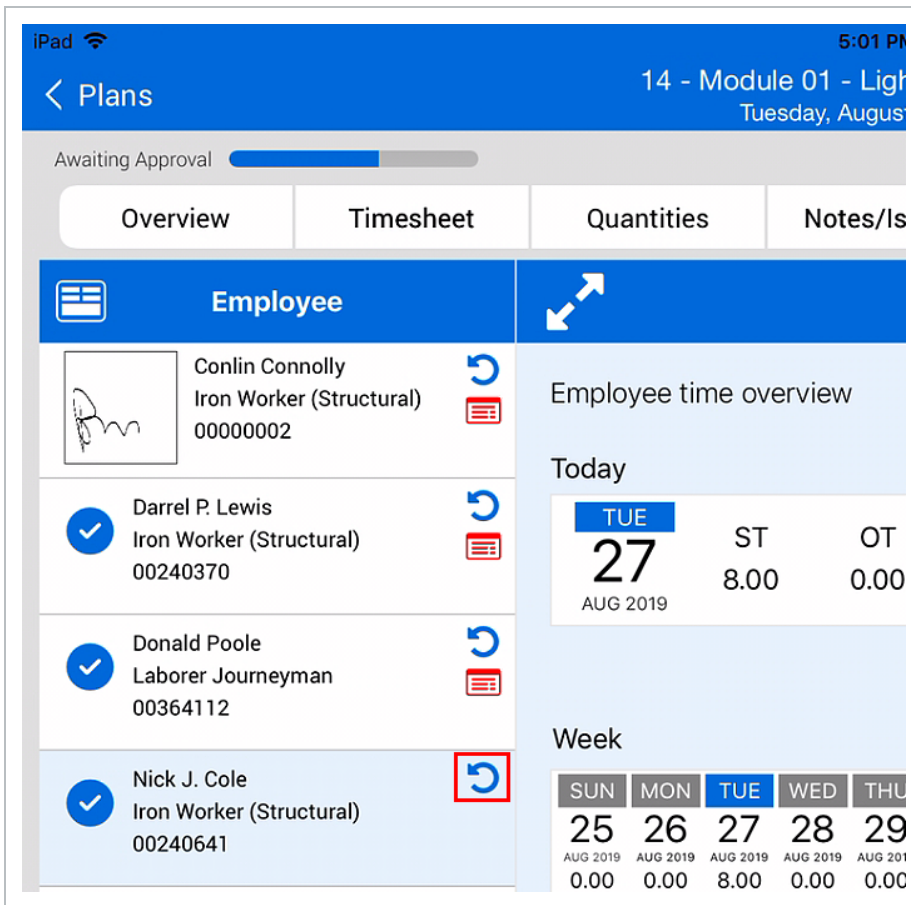 iPad 5:01 PM
Plans
14 - Module 01 - Ligh
Tuesday, August
Awaiting Approval
Overview Timesheet Quantities Notes/Is
Employee
Conlin Connolly
Iron Worker (Structural)
00000002
Darrel P. Lewis
Iron Worker (Structural)
00240370
Donald Poole
Laborer Journeyman
00364112
Nick J. Cole
Iron Worker (Structural)
00240641
Employee time overview
Today
TUE
27
AUG 2019
ST OT
8.00 0.00
Week
SUN MON TUE WED THU
25 26 27 28 29
AUG 2019 AUG 2019 AUG 2019 AUG 2019 AUG 201
0.00 0.00 8.00 0.00 0.00